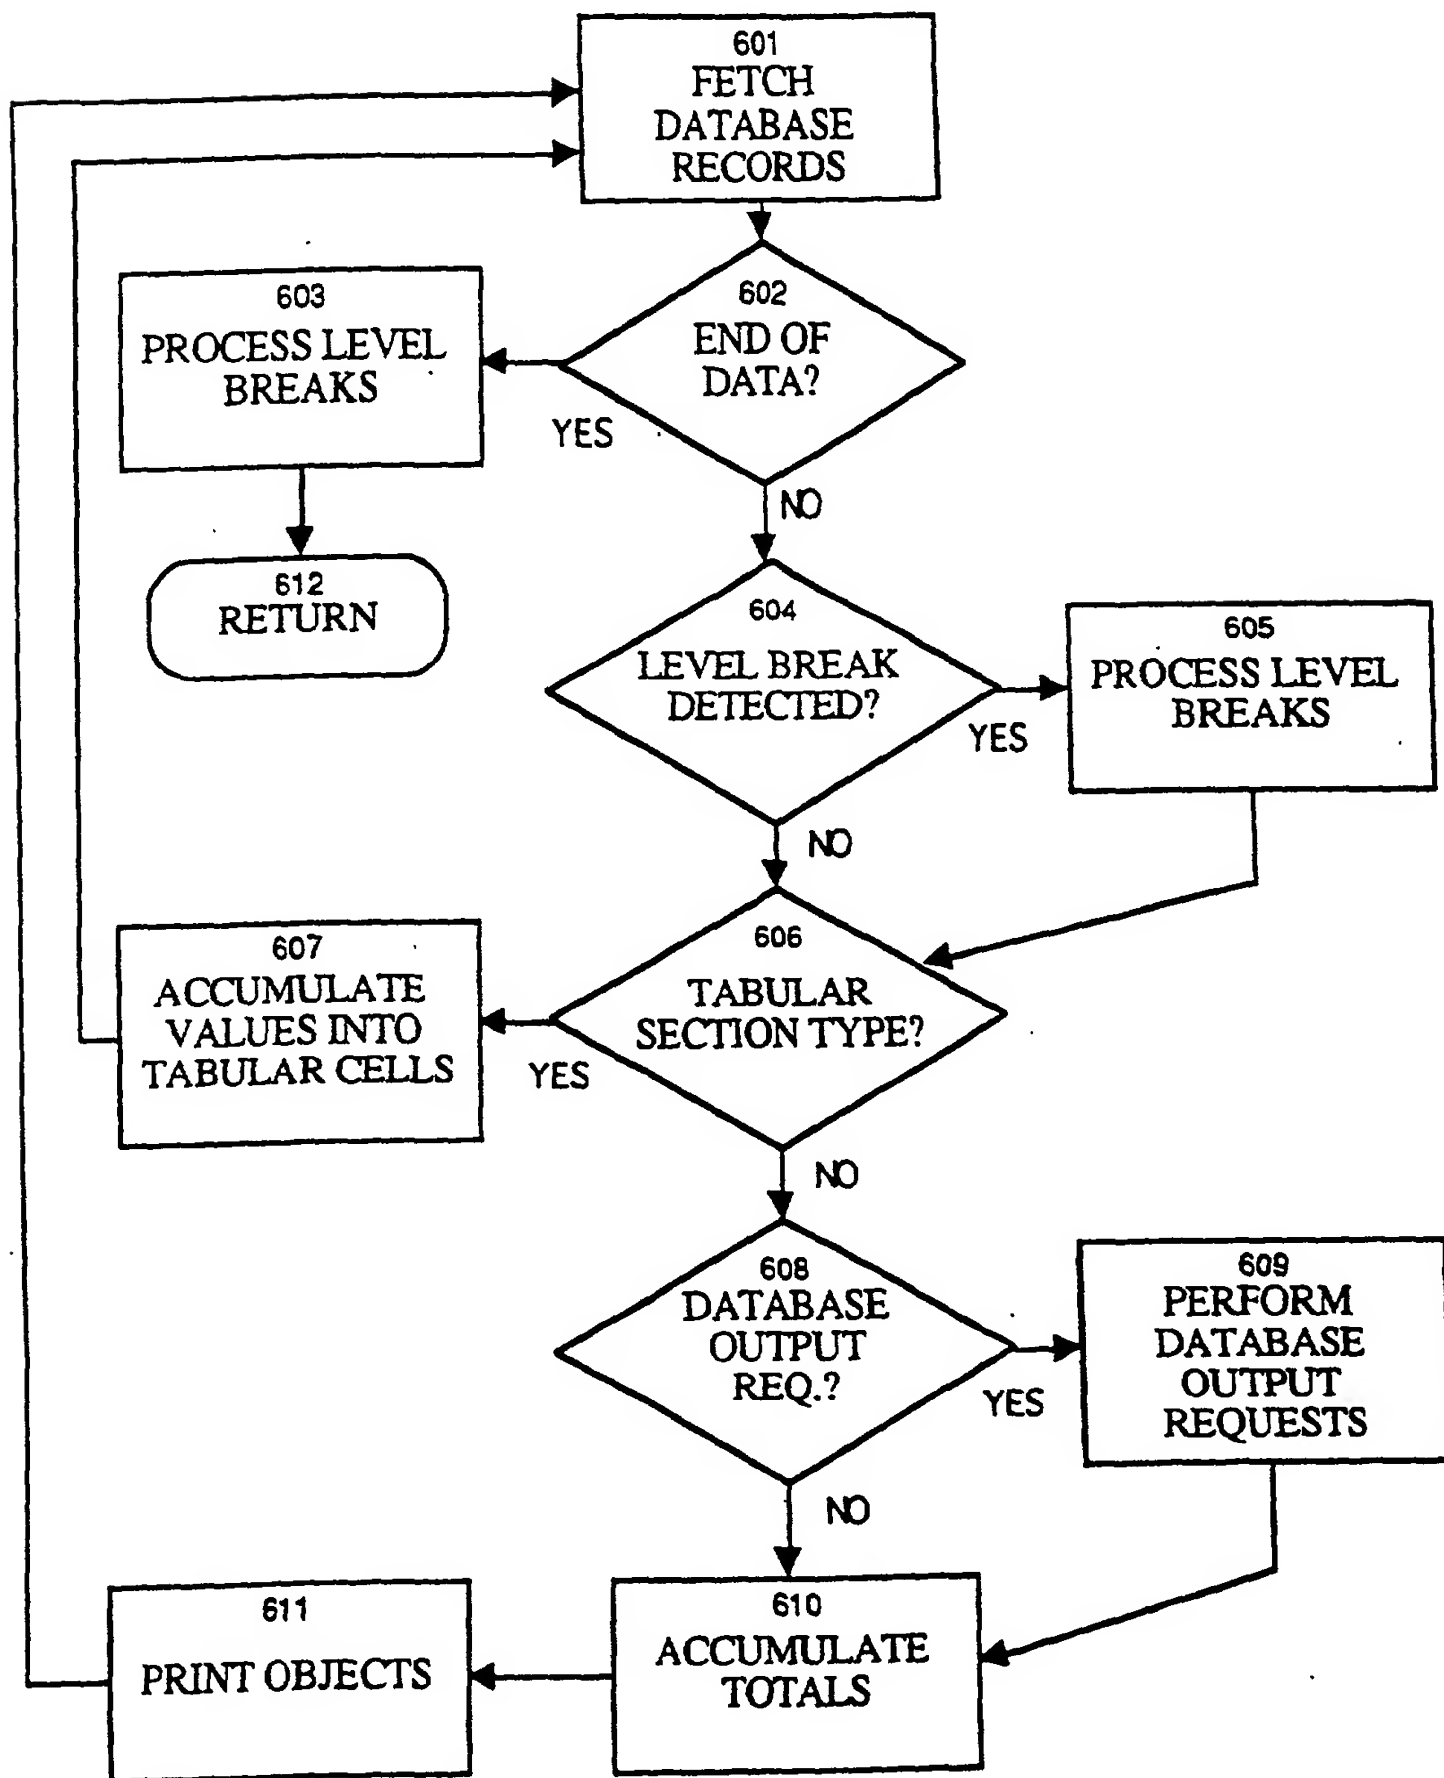 601
FETCH
DATABASE
RECORDS
602
END OF
DATA?
YES
NO
603
PROCESS LEVEL
BREAKS
612
RETURN
604
LEVEL BREAK
DETECTED?
YES
NO
605
PROCESS LEVEL
BREAKS
606
TABULAR
SECTION TYPE?
YES
NO
607
ACCUMULATE
VALUES INTO
TABULAR CELLS
608
DATABASE
OUTPUT
REQ.?
YES
NO
609
PERFORM
DATABASE
OUTPUT
REQUESTS
610
ACCUMULATE
TOTALS
611
PRINT OBJECTS